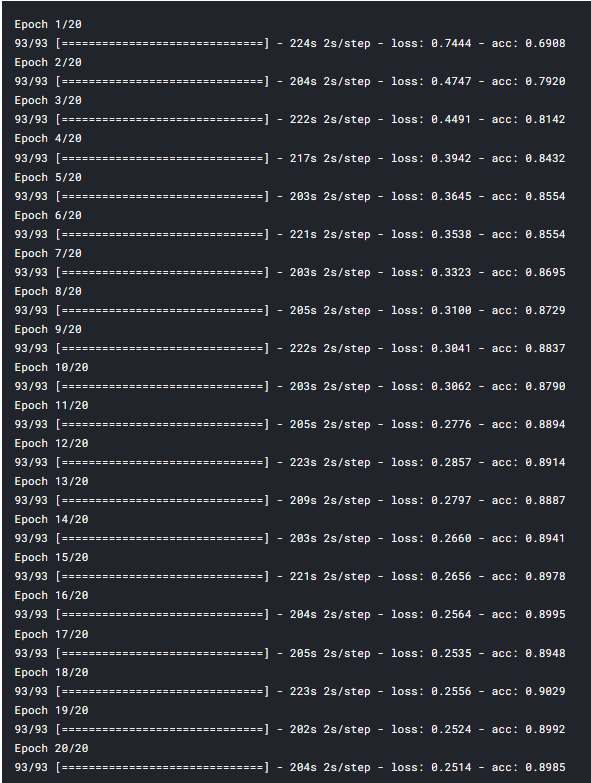 Epoch 1/20
93/93 [==============================] - 224s 2s/step - loss: 0.7444 - acc: 0.6908
Epoch 2/20
93/93 [==============================] - 204s 2s/step - loss: 0.4747 - acc: 0.7920
Epoch 3/20
93/93 [==============================] - 222s 2s/step - loss: 0.4491 - acc: 0.8142
Epoch 4/20
93/93 [==============================] - 217s 2s/step - loss: 0.3942 - acc: 0.8432
Epoch 5/20
93/93 [==============================] - 203s 2s/step - loss: 0.3645 - acc: 0.8554
Epoch 6/20
93/93 [==============================] - 221s 2s/step - loss: 0.3538 - acc: 0.8554
Epoch 7/20
93/93 [==============================] - 203s 2s/step - loss: 0.3323 - acc: 0.8695
Epoch 8/20
93/93 [==============================] - 205s 2s/step - loss: 0.3100 - acc: 0.8729
Epoch 9/20
93/93 [==============================] - 222s 2s/step - loss: 0.3041 - acc: 0.8837
Epoch 10/20
93/93 [==============================] - 203s 2s/step - loss: 0.3062 - acc: 0.8790
Epoch 11/20
93/93 [==============================] - 205s 2s/step - loss: 0.2776 - acc: 0.8894
Epoch 12/20
93/93 [==============================] - 223s 2s/step - loss: 0.2857 - acc: 0.8914
Epoch 13/20
93/93 [==============================] - 209s 2s/step - loss: 0.2797 - acc: 0.8887
Epoch 14/20
93/93 [==============================] - 203s 2s/step - loss: 0.2660 - acc: 0.8941
Epoch 15/20
93/93 [==============================] - 221s 2s/step - loss: 0.2656 - acc: 0.8978
Epoch 16/20
93/93 [==============================] - 204s 2s/step - loss: 0.2564 - acc: 0.8995
Epoch 17/20
93/93 [==============================] - 205s 2s/step - loss: 0.2535 - acc: 0.8948
Epoch 18/20
93/93 [==============================] - 223s 2s/step - loss: 0.2556 - acc: 0.9029
Epoch 19/20
93/93 [==============================] - 202s 2s/step - loss: 0.2524 - acc: 0.8992
Epoch 20/20
93/93 [==============================] - 204s 2s/step - loss: 0.2514 - acc: 0.8985